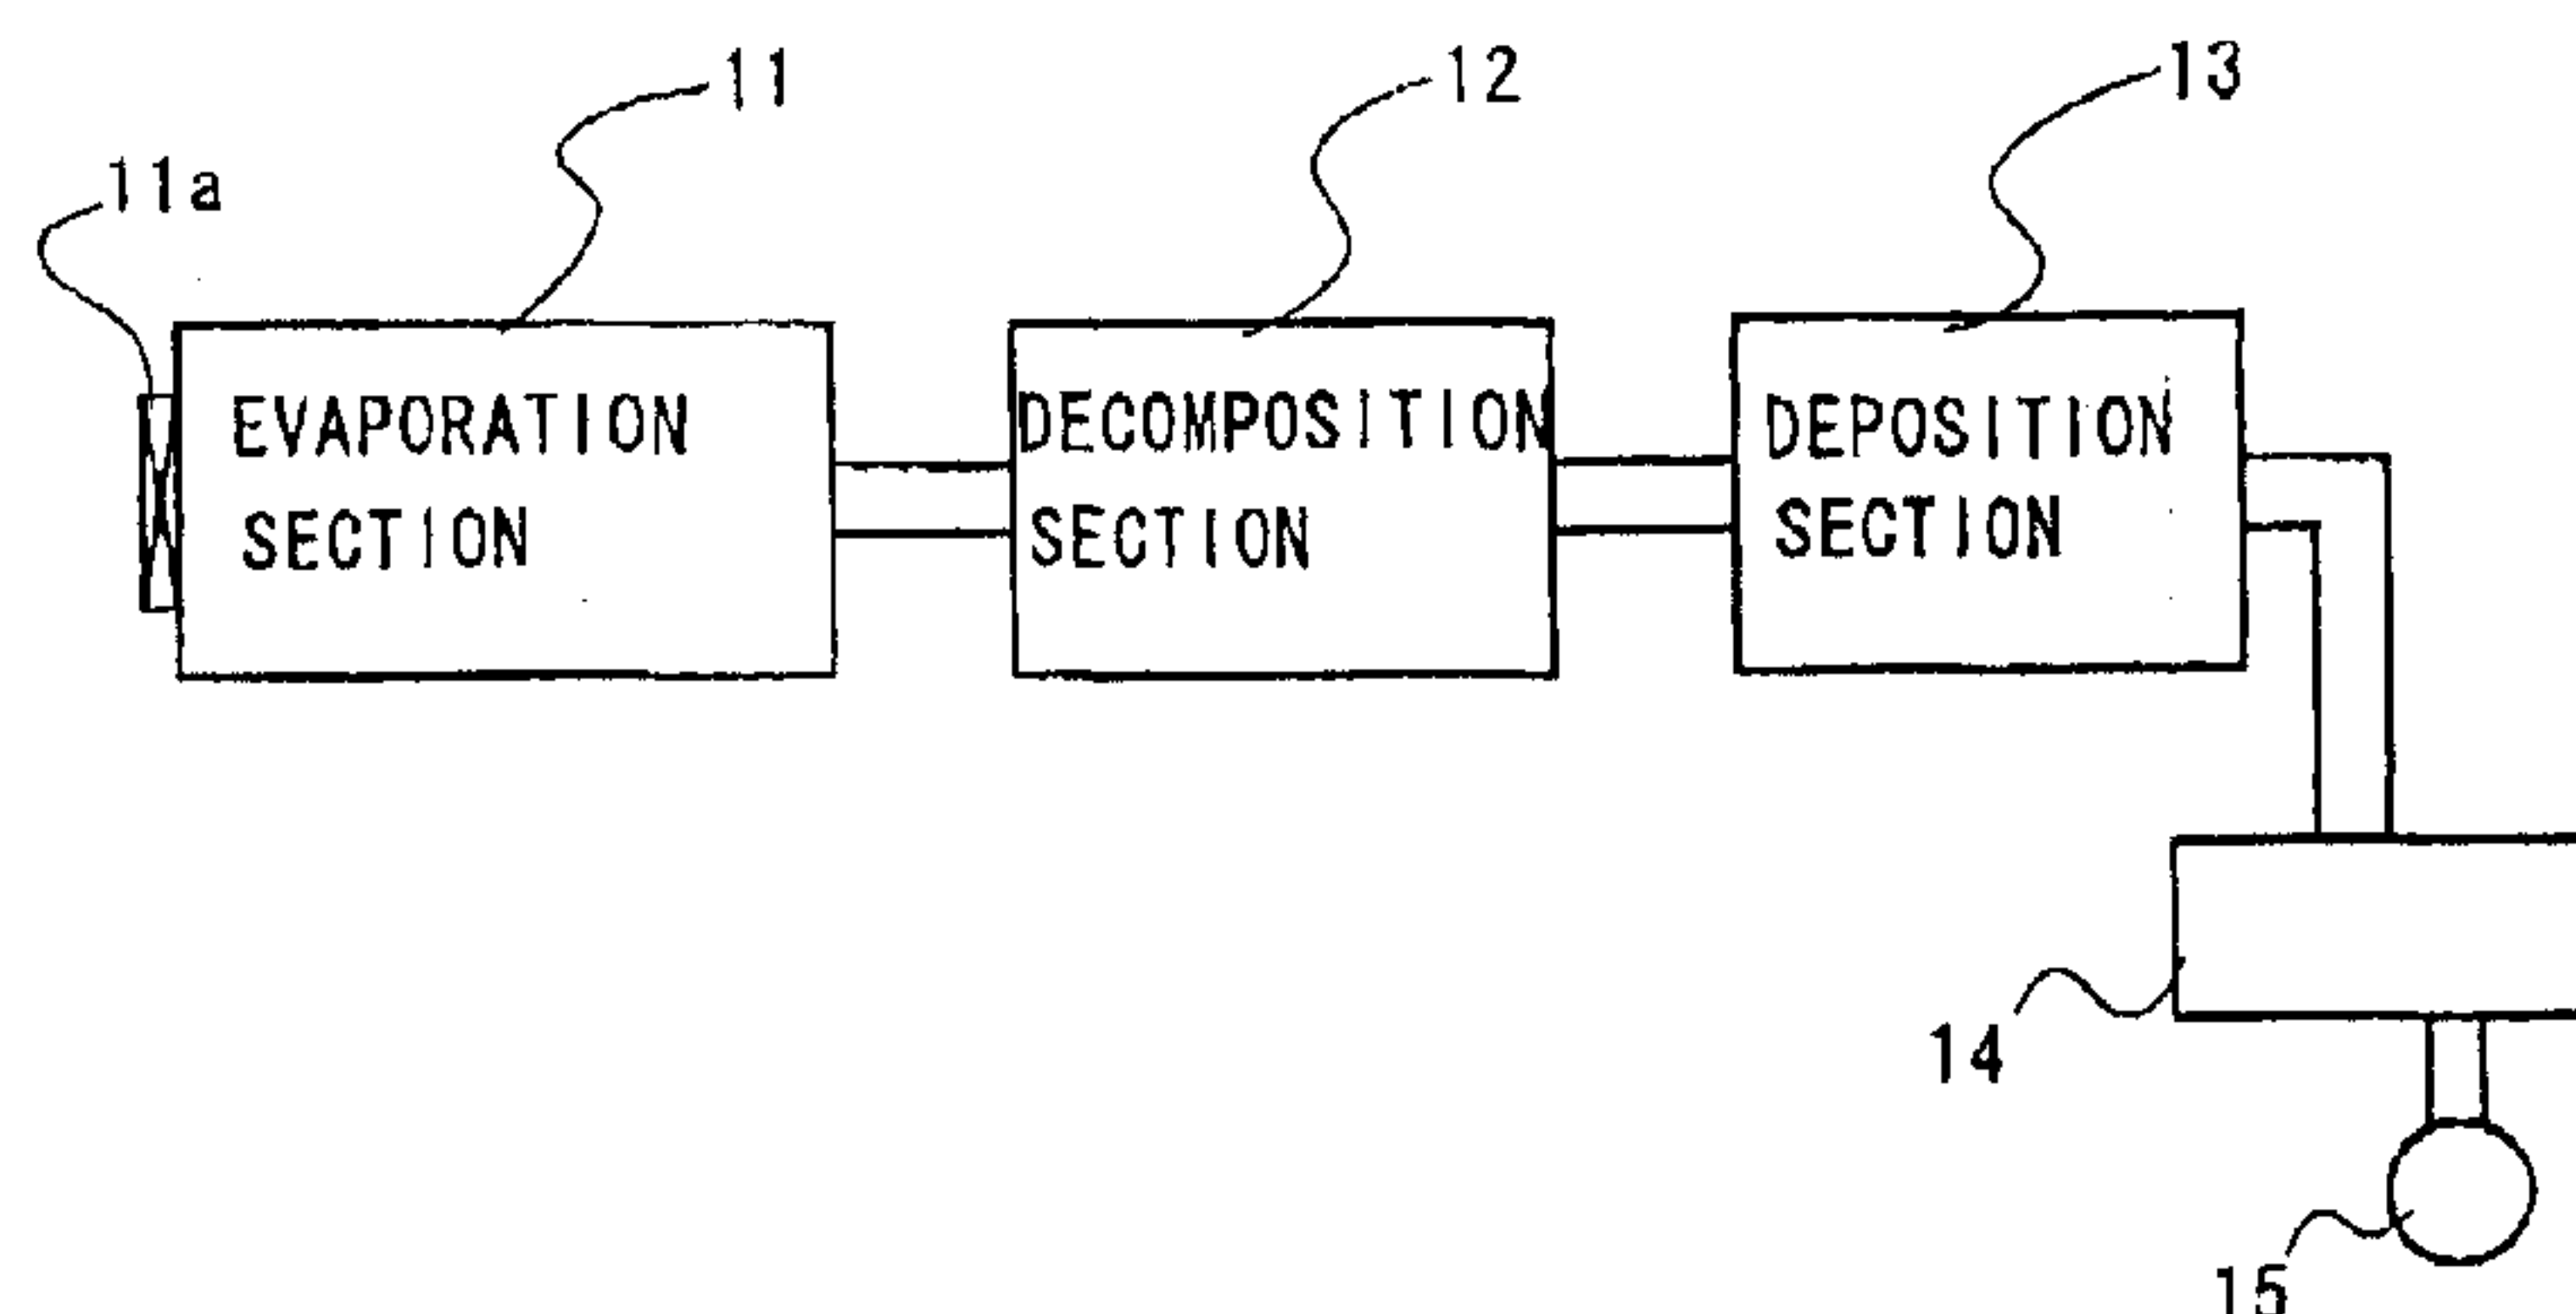 11
12
13
11a
EVAPORATION
SECTION
DECOMPOSITION
SECTION
DEPOSITION
SECTION
14
15